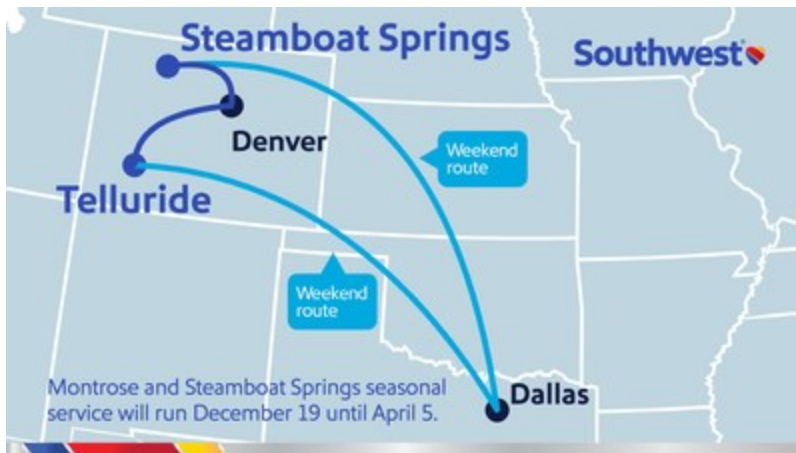 Steamboat Springs
Southwest
Denver
Weekend
route
Telluride
Weekend
route
Montrose and Steamboat Springs seasonal
service will run December 19 until April 5.
Dallas